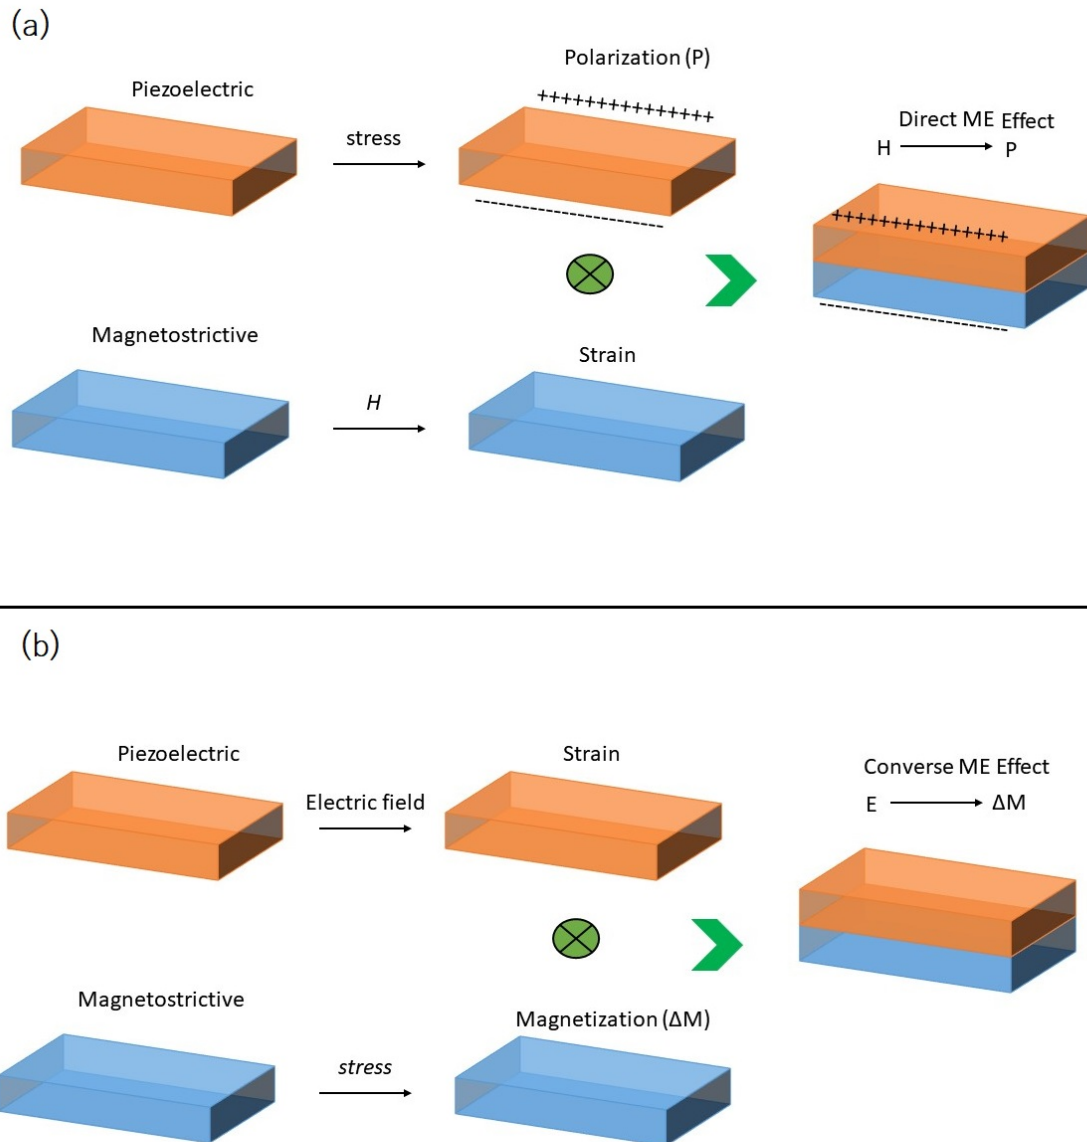 (a)
Polarization (P)
Piezoelectric
+++++++++++++++
stress
Direct ME Effect
H P
+++++++++++++++
Magnetostrictive
Strain
H
(b)
Piezoelectric
Strain
Converse ME Effect
Electric field
E ΔM
Magnetostrictive
Magnetization (ΔM)
stress